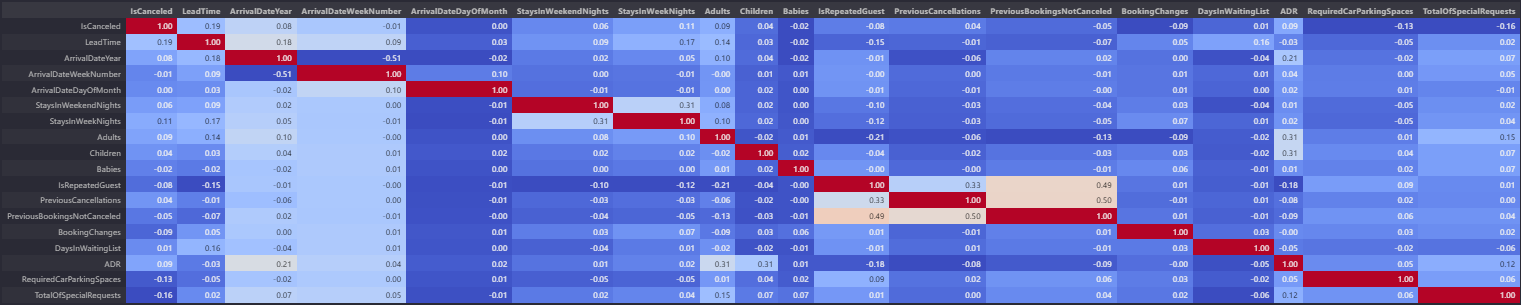 IsCanceled LeadTime ArrivalDateYear ArrivalDateWeekNumber ArrivalDateDayOfMonth StaysInWeekendNights StaysInWeekNights Adults Children Babies IsRepeatedGuest PreviousCancellations PreviousBookingsNotCanceled BookingChanges DaysInWaitingList ADR RequiredCarParkingSpaces TotalOfSpecialRequests
IsCanceled 1.00 0.19 0.08 -0.01 0.00 0.06 0.11 0.09 0.04 -0.02 -0.08 0.04 -0.05 -0.09 0.01 0.09 -0.13 -0.16
LeadTime 0.19 1.00 0.18 0.09 0.03 0.09 0.17 0.14 0.03 -0.02 -0.15 -0.01 -0.07 0.05 0.16 -0.03 -0.05 0.02
ArrivalDateYear 0.08 0.18 1.00 -0.51 -0.02 0.02 0.05 0.10 0.04 -0.02 -0.01 -0.06 0.02 0.00 -0.04 0.21 -0.02 0.07
ArrivalDateWeekNumber -0.01 0.09 -0.51 1.00 0.10 0.00 -0.01 -0.00 0.01 0.01 -0.00 -0.00 -0.01 0.01 0.01 0.04 0.00 0.05
ArrivalDateDayOfMonth 0.00 0.03 -0.02 0.10 1.00 -0.01 -0.01 0.00 0.02 -0.00 -0.01 -0.01 -0.00 0.01 0.00 0.02 0.01 -0.01
StaysInWeekendNights 0.06 0.09 0.02 0.00 -0.01 1.00 0.31 0.08 0.02 0.00 -0.10 -0.03 -0.04 0.03 -0.04 0.01 -0.05 0.02
StaysInWeekNights 0.11 0.17 0.05 -0.01 -0.01 0.31 1.00 0.10 0.02 0.00 -0.12 -0.03 -0.05 0.07 0.01 0.02 -0.05 0.04
Adults 0.09 0.14 0.10 -0.00 0.00 0.08 0.10 1.00 -0.02 0.01 -0.21 -0.06 -0.13 -0.09 -0.02 0.31 0.01 0.15
Children 0.04 0.03 0.04 0.01 0.02 0.02 0.02 -0.02 1.00 0.02 -0.04 -0.02 -0.03 0.03 -0.02 0.31 0.04 0.07
Babies -0.02 -0.02 -0.02 0.01 -0.00 0.00 0.00 0.01 0.02 1.00 -0.00 -0.00 -0.01 0.06 -0.01 0.01 0.02 0.07
IsRepeatedGuest -0.08 -0.15 -0.01 -0.00 -0.01 -0.10 -0.12 -0.21 -0.04 -0.00 1.00 0.33 0.49 0.01 -0.01 -0.18 0.09 0.01
PreviousCancellations 0.04 -0.01 -0.06 -0.00 -0.01 -0.03 -0.03 -0.06 -0.02 -0.00 0.33 1.00 0.50 -0.01 0.01 -0.08 0.02 0.00
PreviousBookingsNotCanceled -0.05 -0.07 0.02 -0.01 -0.00 -0.04 -0.05 -0.13 -0.03 -0.01 0.49 0.50 1.00 0.01 -0.01 -0.09 0.06 0.04
BookingChanges -0.09 0.05 0.00 0.01 0.01 0.03 0.07 -0.09 0.03 0.06 0.01 -0.01 0.01 1.00 0.03 -0.00 0.03 0.02
DaysInWaitingList 0.01 0.16 -0.04 0.01 0.00 -0.04 0.01 -0.02 -0.02 -0.01 -0.01 0.01 -0.01 0.03 1.00 -0.05 -0.02 -0.06
ADR 0.09 -0.03 0.21 0.04 0.02 0.01 0.02 0.31 0.31 0.01 -0.18 -0.08 -0.09 -0.00 -0.05 1.00 0.05 0.12
RequiredCarParkingSpaces -0.13 -0.05 -0.02 0.00 0.01 -0.05 -0.05 0.01 0.04 0.02 0.09 0.02 0.06 0.03 -0.02 0.05 1.00 0.06
TotalOfSpecialRequests -0.16 0.02 0.07 0.05 -0.01 0.02 0.04 0.15 0.07 0.07 0.01 0.00 0.04 0.02 -0.06 0.12 0.06 1.00